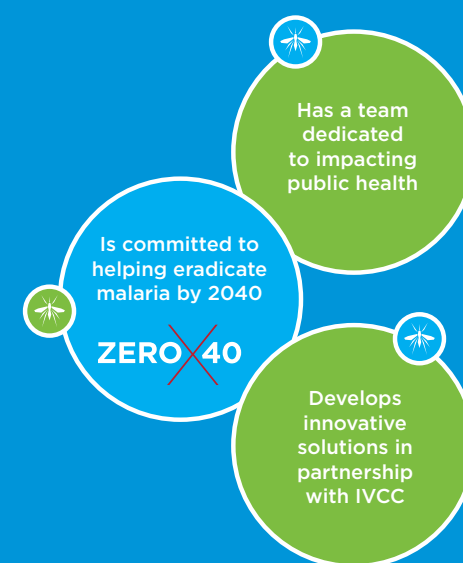 Has a team
dedicated
to impacting
public health
Is committed to
helping eradicate
malaria by 2040
ZERO X 40
Develops
innovative
solutions in
partnership
with IVCC